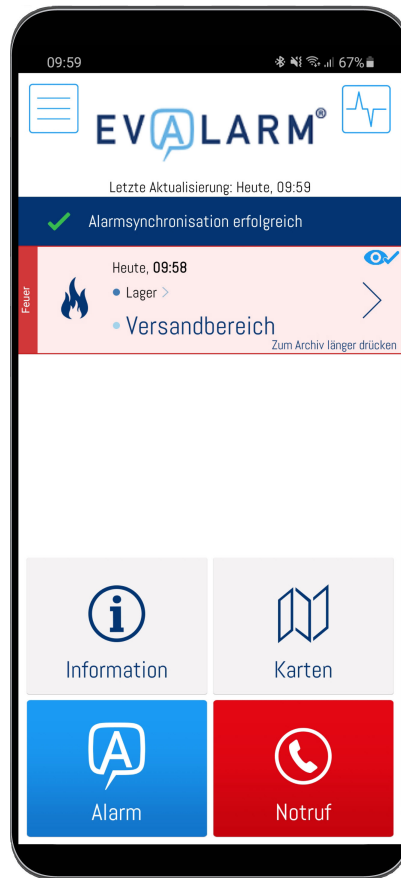 09:59
67%
EVALARM®
Letzte Aktualisierung: Heute, 09:59
Alarmsynchronisation erfolgreich
Feuer
Heute, 09:58
Lager >
Versandbereich
Zum Archiv länger drücken
Information
Karten
Alarm
Notruf